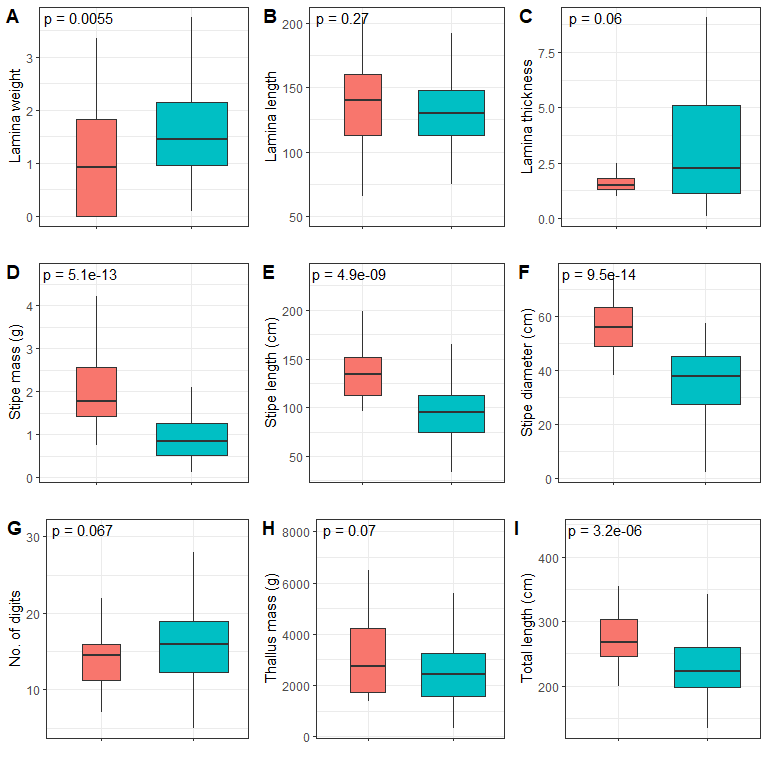 A
p = 0.0055
Lamina weight
3
2
1
0
B
p = 0.27
Lamina length
200
150
100
50
C
p = 0.06
Lamina thickness
7.5
5.0
2.5
0.0
D
p = 5.1e-13
Stipe mass (g)
4
3
2
1
0
E
p = 4.9e-09
Stipe length (cm)
200
150
100
50
F
p = 9.5e-14
Stipe diameter (cm)
60
40
20
0
G
p = 0.067
No. of digits
30
20
10
H
p = 0.07
Thallus mass (g)
8000
6000
4000
2000
0
I
p = 3.2e-06
Total length (cm)
400
300
200